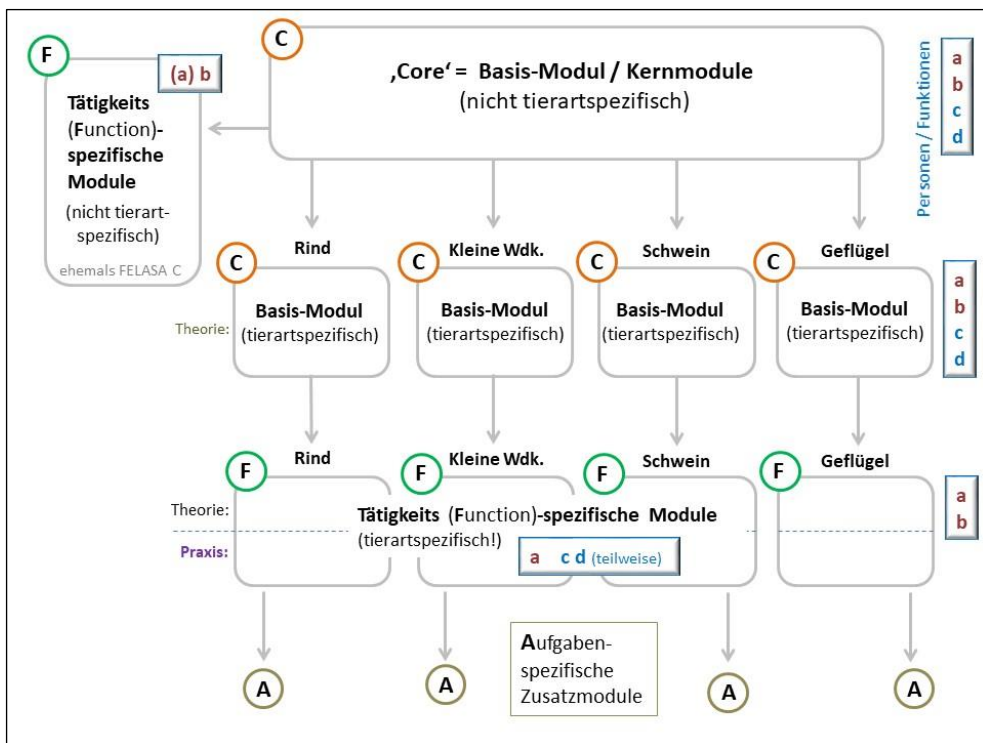 F
(a) b
Tätigkeits
(Function)-
spezifische
Module
(nicht tierart-
spezifisch)
ehemals FELASA C
C
‚Core‘ = Basis-Modul / Kernmodule
(nicht tierartspezifisch)
Personen / Funktionen
a
b
c
d
Rind
Kleine Wdk.
Schwein
Geflügel
C
C
C
C
Theorie:
Basis-Modul
(tierartspezifisch)
Basis-Modul
(tierartspezifisch)
Basis-Modul
(tierartspezifisch)
Basis-Modul
(tierartspezifisch)
a
b
c
d
Rind
Kleine Wdk.
Schwein
Geflügel
F
F
F
F
Theorie:
Praxis:
Tätigkeits (Function)-spezifische Module
(tierartspezifisch!)
a c d (teilweise)
a
b
Aufgaben-
spezifische
Zusatzmodule
A
A
A
A